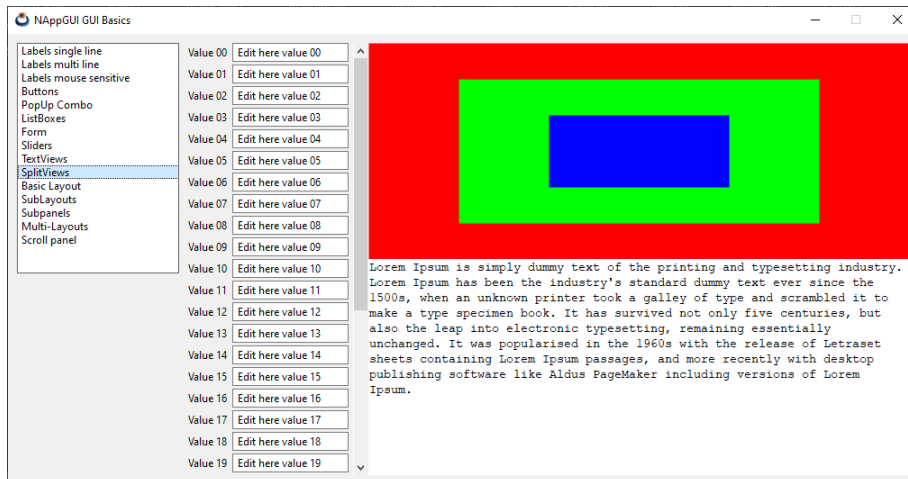 NAppGUI GUI Basics
Labels single line
Labels multi line
Labels mouse sensitive
Buttons
PopUp Combo
ListBoxes
Form
Sliders
TextViews
SplitViews
Basic Layout
SubLayouts
Subpanels
Multi-Layouts
Scroll panel
Value 00 Edit here value 00
Value 01 Edit here value 01
Value 02 Edit here value 02
Value 03 Edit here value 03
Value 04 Edit here value 04
Value 05 Edit here value 05
Value 06 Edit here value 06
Value 07 Edit here value 07
Value 08 Edit here value 08
Value 09 Edit here value 09
Value 10 Edit here value 10
Value 11 Edit here value 11
Value 12 Edit here value 12
Value 13 Edit here value 13
Value 14 Edit here value 14
Value 15 Edit here value 15
Value 16 Edit here value 16
Value 17 Edit here value 17
Value 18 Edit here value 18
Value 19 Edit here value 19
Lorem Ipsum is simply dummy text of the printing and typesetting industry.
Lorem Ipsum has been the industry's standard dummy text ever since the
1500s, when an unknown printer took a galley of type and scrambled it to
make a type specimen book. It has survived not only five centuries, but
also the leap into electronic typesetting, remaining essentially
unchanged. It was popularised in the 1960s with the release of Letraset
sheets containing Lorem Ipsum passages, and more recently with desktop
publishing software like Aldus PageMaker including versions of Lorem
Ipsum.